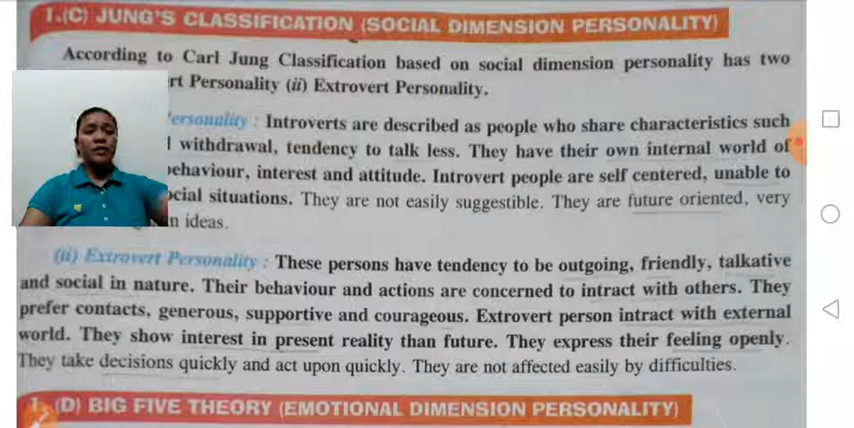 1.(C) JUNG'S CLASSIFICATION (SOCIAL DIMENSION PERSONALITY)
According to Carl Jung Classification based on social dimension personality has two
rt Personality (ii) Extrovert Personality.
ersonality : Introverts are described as people who share characteristics such
withdrawal, tendency to talk less. They have their own internal world of
behaviour, interest and attitude. Introvert people are self centered, unable to
ocial situations. They are not easily suggestible. They are future oriented, very
n ideas.
(ii) Extrovert Personality : These persons have tendency to be outgoing, friendly, talkative
and social in nature. Their behaviour and actions are concerned to intract with others. They
prefer contacts, generous, supportive and courageous. Extrovert person intract with external
world. They show interest in present reality than future. They express their feeling openly.
They take decisions quickly and act upon quickly. They are not affected easily by difficulties.
1. (D) BIG FIVE THEORY (EMOTIONAL DIMENSION PERSONALITY)